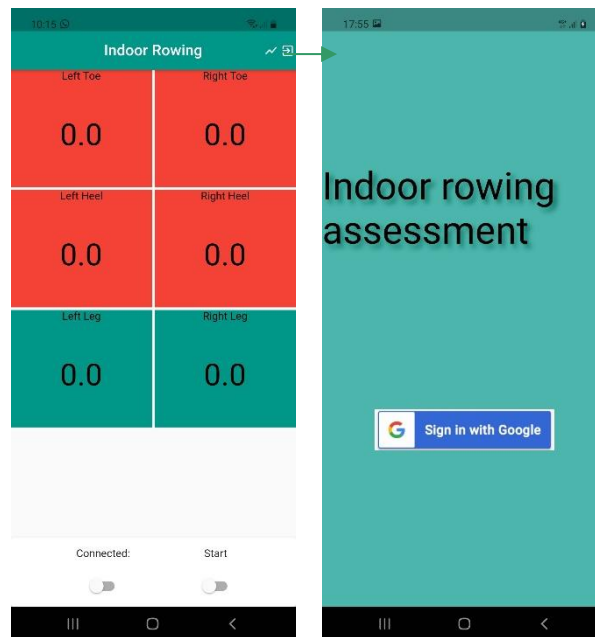 10:15
Indoor Rowing
Left Toe
Right Toe
0.0
0.0
Left Heel
Right Heel
0.0
0.0
Left Leg
Right Leg
0.0
0.0
Connected:
Start
17:55
Indoor rowing
assessment
G
Sign in with Google